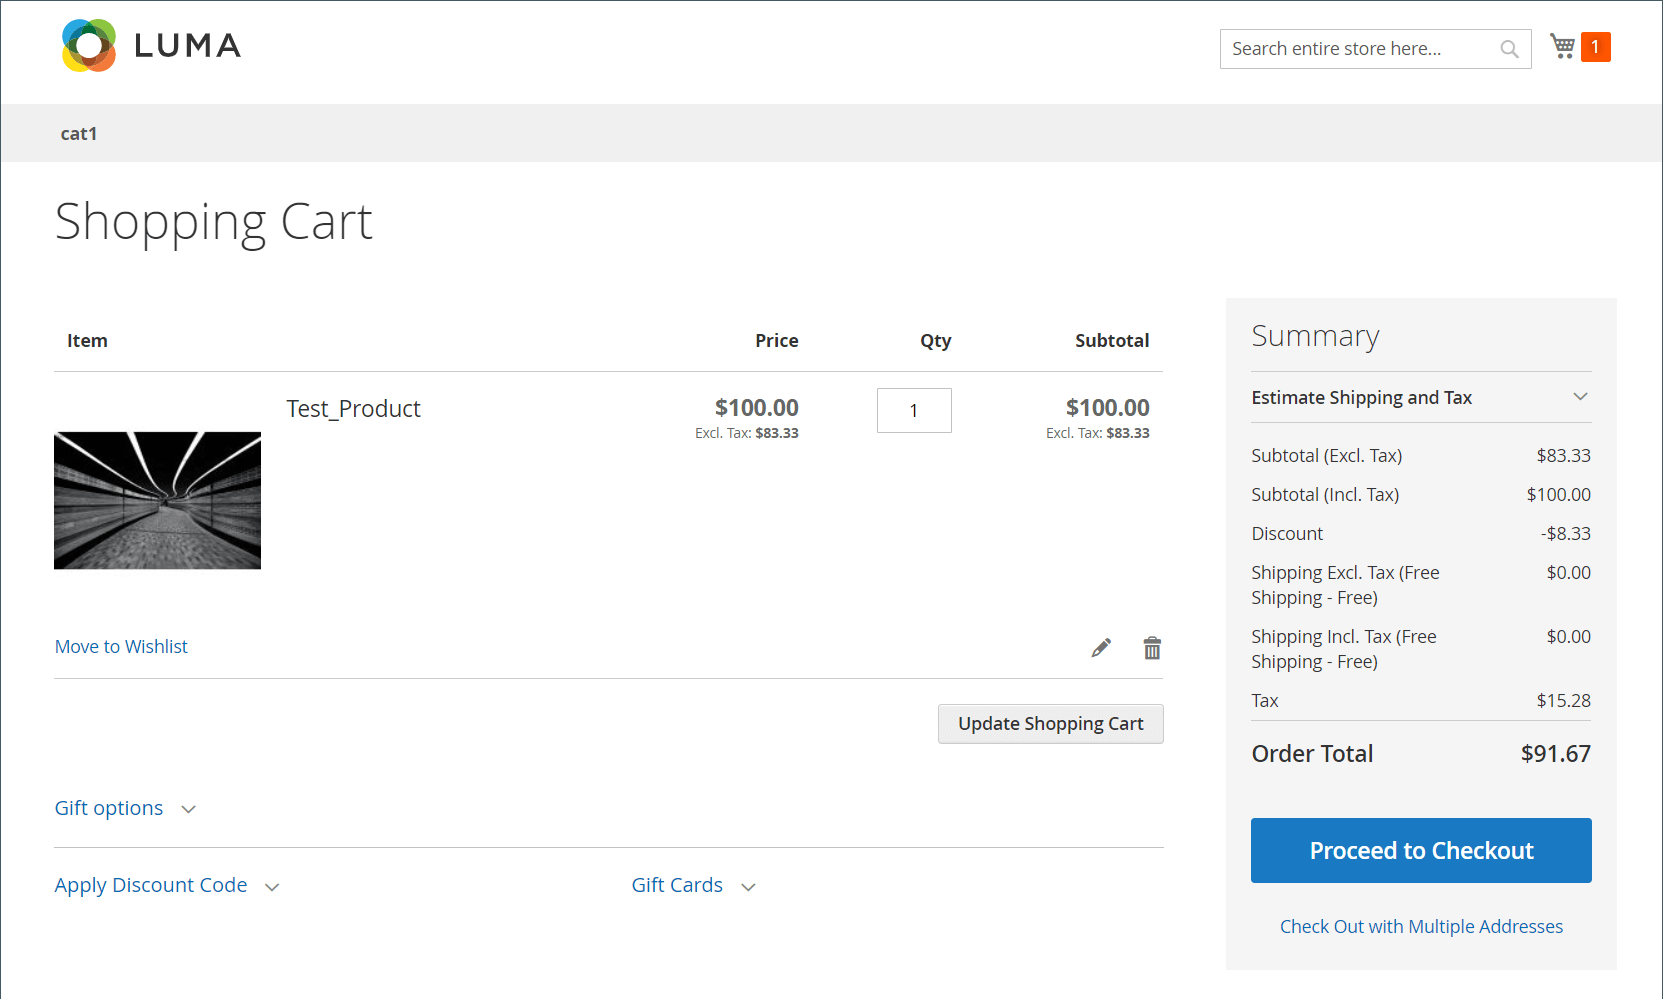 LUMA
Search entire store here...
1
cat1
Shopping Cart
Item Price Qty Subtotal
Test_Product $100.00 1 $100.00
Excl. Tax: $83.33 Excl. Tax: $83.33
Move to Wishlist
Update Shopping Cart
Gift options
Apply Discount Code Gift Cards
Summary
Estimate Shipping and Tax
Subtotal (Excl. Tax) $83.33
Subtotal (Incl. Tax) $100.00
Discount -$8.33
Shipping Excl. Tax (Free $0.00
Shipping - Free)
Shipping Incl. Tax (Free $0.00
Shipping - Free)
Tax $15.28
Order Total $91.67
Proceed to Checkout
Check Out with Multiple Addresses